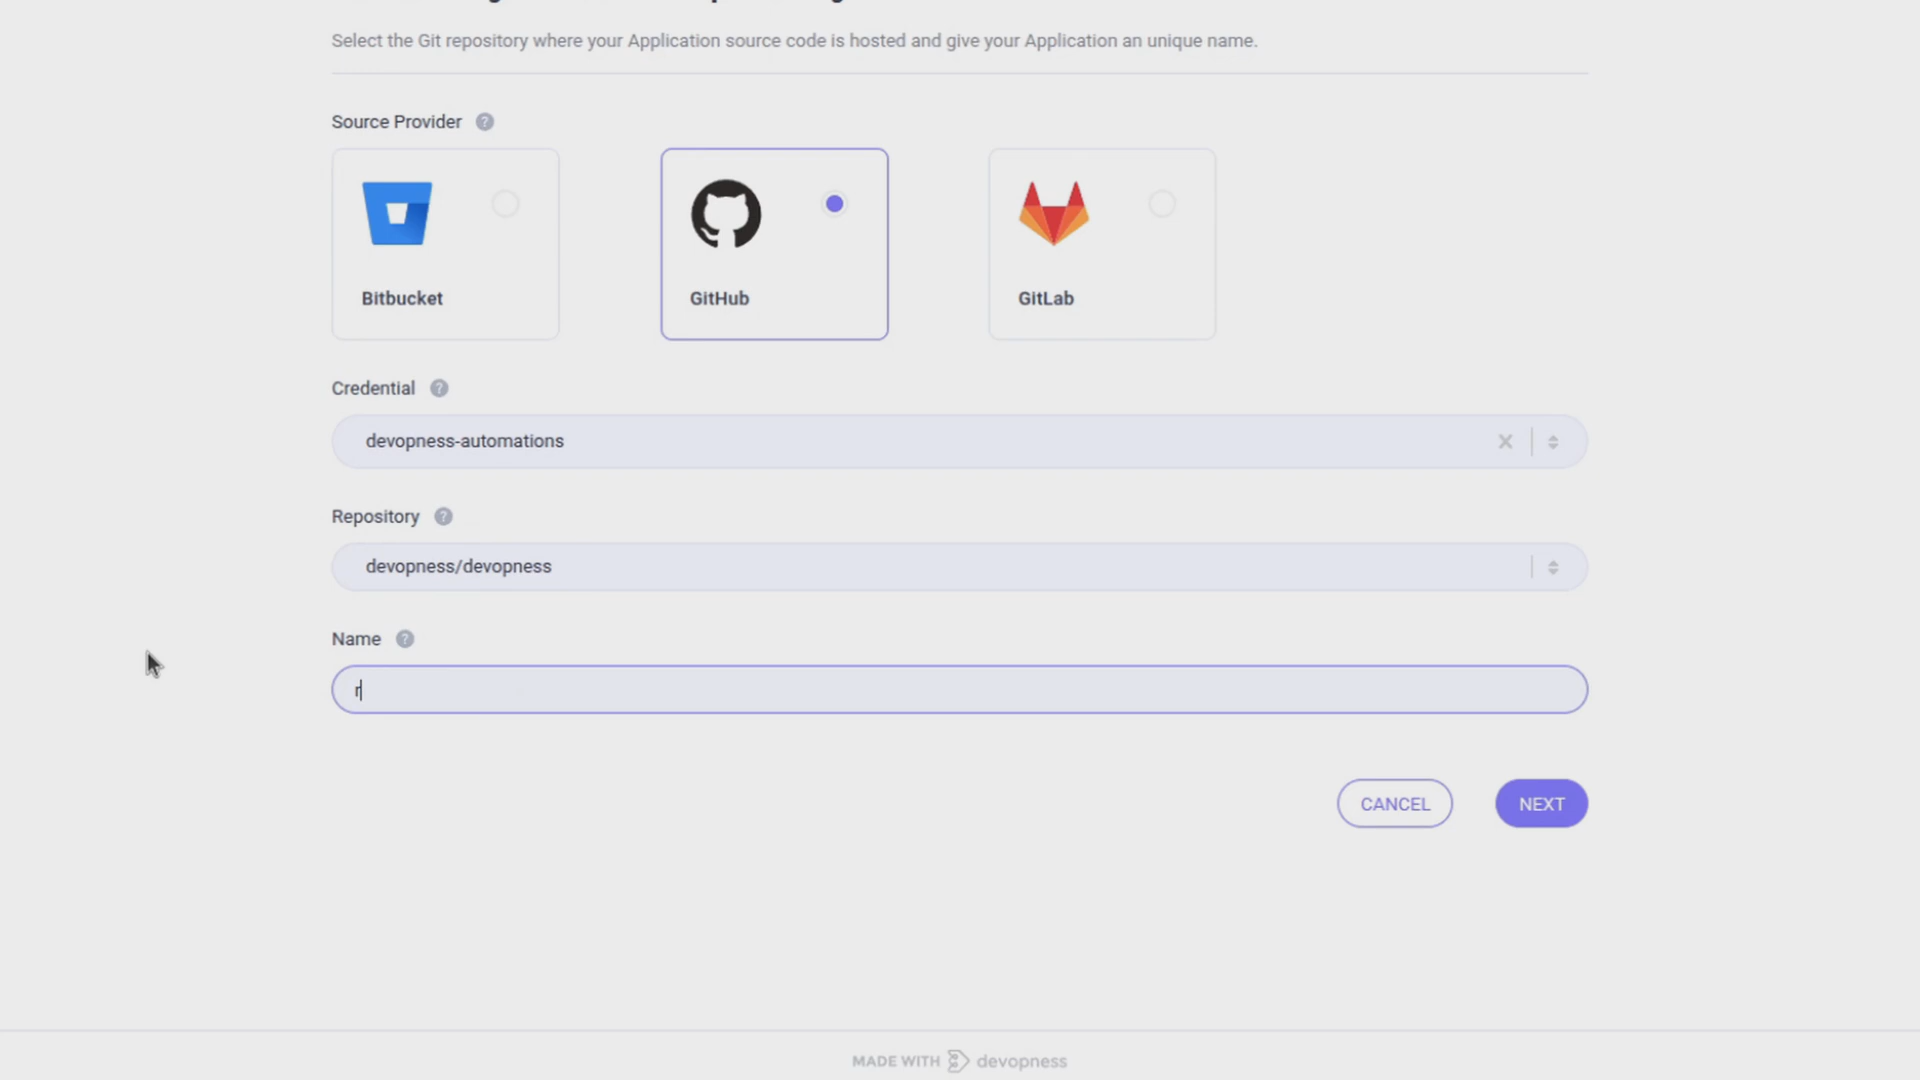 Select the Git repository where your Application source code is hosted and give your Application an unique name.
Source Provider ?
Bitbucket
GitHub
GitLab
Credential ?
devopness-automations
Repository ?
devopness/devopness
Name ?
r
CANCEL
NEXT
MADE WITH devopness